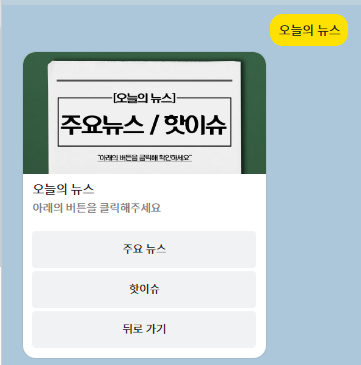 오늘의 뉴스
[오늘의 뉴스]
주요뉴스 / 핫이슈
"아래의 버튼을 클릭해 확인하세요"
오늘의 뉴스
아래의 버튼을 클릭해주세요
주요 뉴스
핫이슈
뒤로 가기